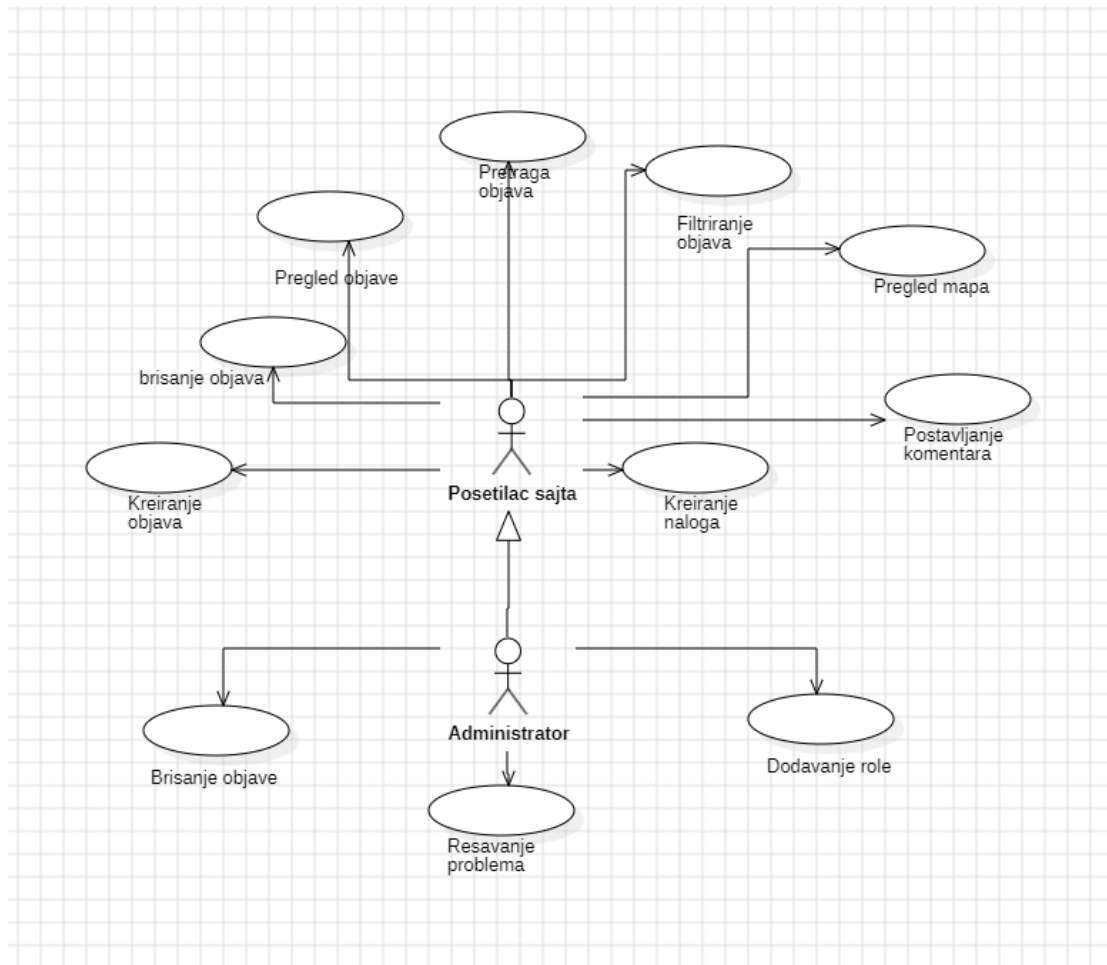 Pretraga
objava
Filtriranje
objava
Pregled objave
Pregled mapa
brisanje objava
Postavljanje
komentara
Posetilac sajta
Kreiranje
objava
Kreiranje
naloga
Administrator
Brisanje objave
Dodavanje role
Resavanje
problema